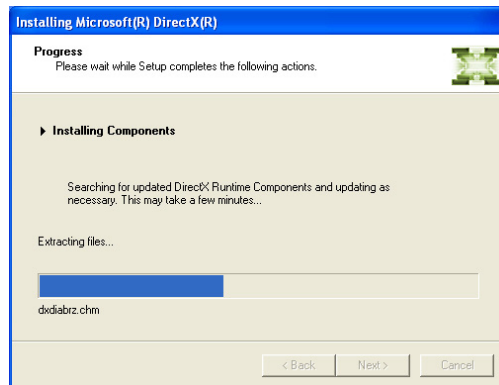 Installing Microsoft(R) DirectX(R)
Progress
Please wait while Setup completes the following actions.
Installing Components
Searching for updated DirectX Runtime Components and updating as
necessary. This may take a few minutes...
Extracting files...
dxdiabrz.chm
< Back Next > Cancel